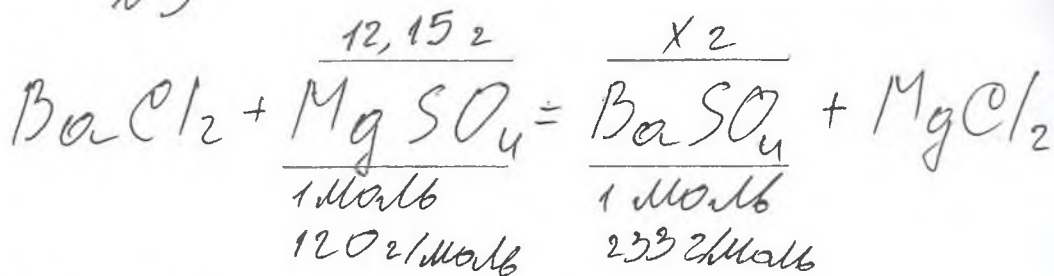 12,15 г X г
BaCl₂ + MgSO₄ = BaSO₄ + MgCl₂
1 моль 1 моль
120 г/моль 233 г/моль